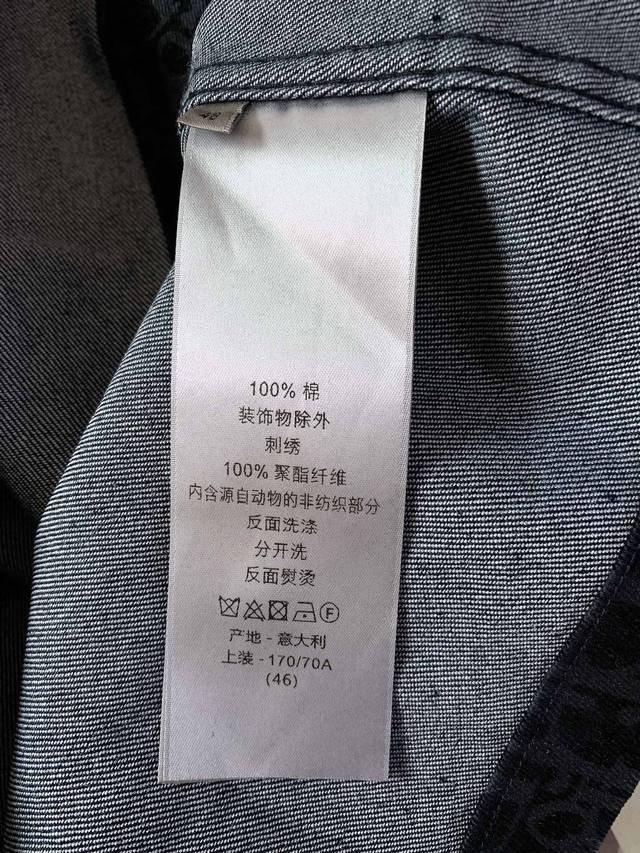 100% 棉
装饰物除外
刺绣
100% 聚酯纤维
内含源自动物的非纺织部分
反面洗涤
分开洗
反面熨烫
F
产地 - 意大利
上装 - 170/70A
(46)